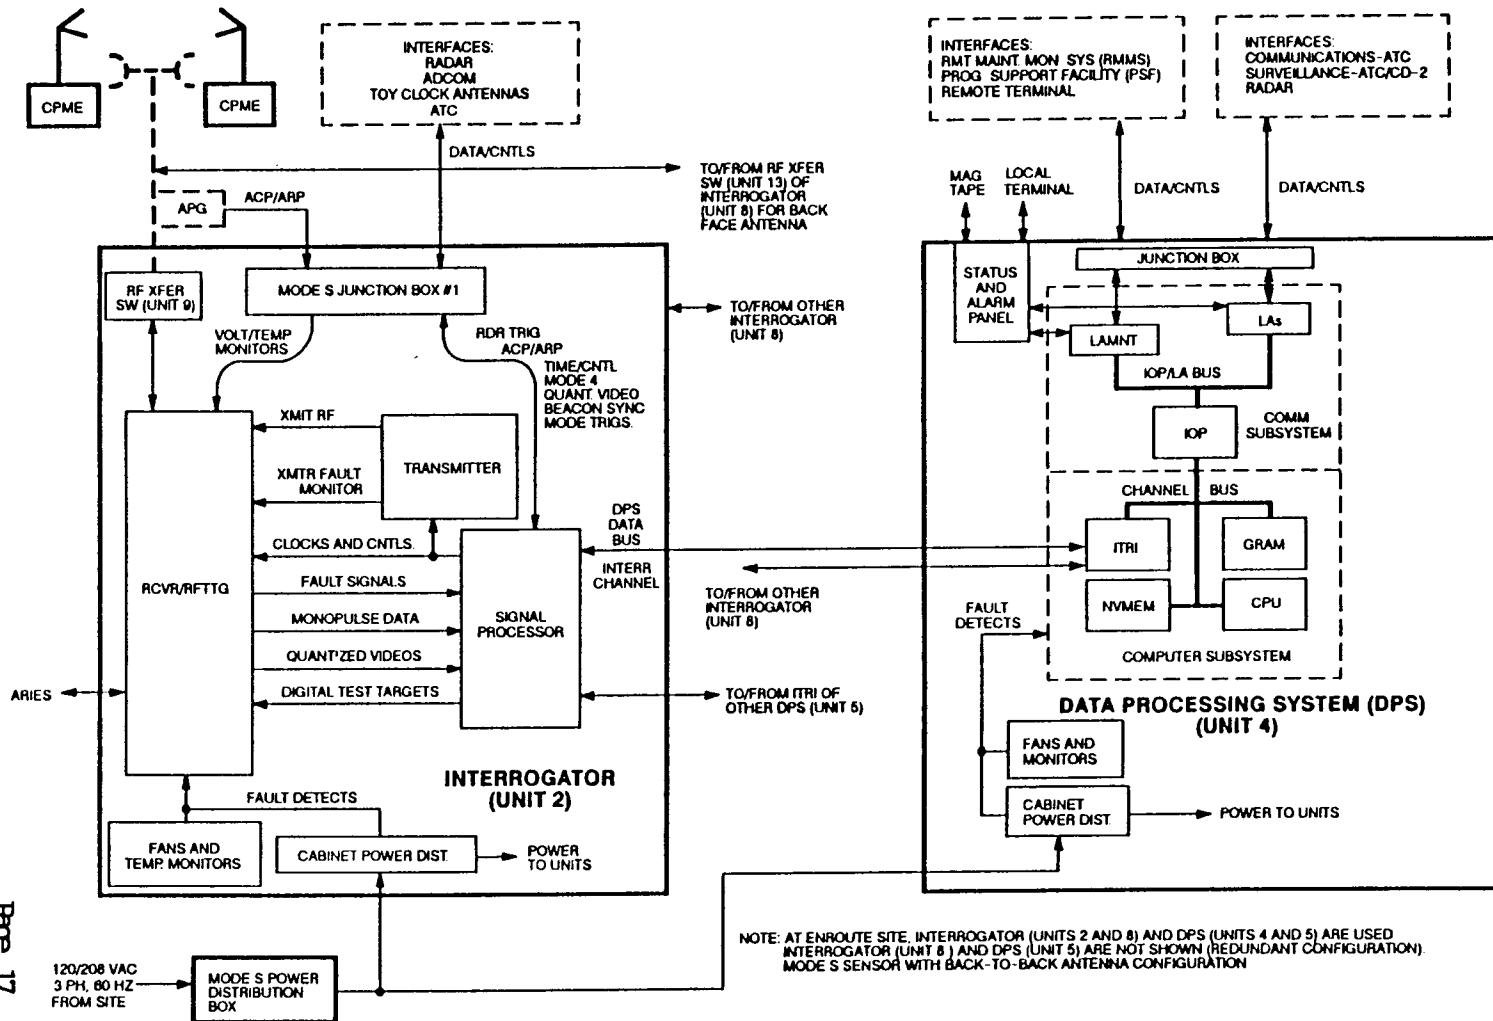 CPME
CPME
INTERFACES:
RADAR
ADCOM
TOY CLOCK ANTENNAS
ATC
INTERFACES:
RMT MAINT. MON SYS (RMMS)
PROG SUPPORT FACILITY (PSF)
REMOTE TERMINAL
INTERFACES:
COMMUNICATIONS-ATC
SURVEILLANCE-ATC/CD-2
RADAR
DATA/CNTLS
TO/FROM RF XFER
SW (UNIT 13) OF
INTERROGATOR
(UNIT 8) FOR BACK
FACE ANTENNA
MAG
TAPE
LOCAL
TERMINAL
DATA/CNTLS
DATA/CNTLS
APG
ACP/ARP
RF XFER
SW (UNIT 9)
MODE S JUNCTION BOX #1
TO/FROM OTHER
INTERROGATOR
(UNIT 8)
STATUS
AND
ALARM
PANEL
JUNCTION BOX
LAMNT
LAs
VOLT/TEMP
MONITORS
RDR TRIG
ACP/ARP
TIME/CNTL
MODE 4
QUANT. VIDEO
BEACON SYNC
MODE TRIGS.
IOP/LA BUS
IOP
COMM
SUBSYSTEM
XMIT RF
TRANSMITTER
XMTR FAULT
MONITOR
CHANNEL BUS
DPS
DATA
BUS
INTERR
CHANNEL
ITRI
GRAM
CLOCKS AND CNTLS.
RCVR/RFTTG
FAULT SIGNALS
MONOPULSE DATA
SIGNAL
PROCESSOR
QUANT'IZED VIDEOS
DIGITAL TEST TARGETS
TO/FROM OTHER
INTERROGATOR
(UNIT 8)
FAULT
DETECTS
NVMEM
CPU
COMPUTER SUBSYSTEM
ARIES
TO/FROM ITRI OF
OTHER DPS (UNIT 5)
DATA PROCESSING SYSTEM (DPS)
(UNIT 4)
FANS AND
MONITORS
INTERROGATOR
(UNIT 2)
FAULT DETECTS
CABINET
POWER DIST.
POWER TO UNITS
FANS AND
TEMP. MONITORS
CABINET POWER DIST.
POWER
TO UNITS
NOTE: AT ENROUTE SITE, INTERROGATOR (UNITS 2 AND 8) AND DPS (UNITS 4 AND 5) ARE USED
INTERROGATOR (UNIT 8 ) AND DPS (UNIT 5) ARE NOT SHOWN (REDUNDANT CONFIGURATION).
MODE S SENSOR WITH BACK-TO-BACK ANTENNA CONFIGURATION
120/208 VAC
3 PH, 60 HZ
FROM SITE
MODE S POWER
DISTRIBUTION
BOX
Page 17